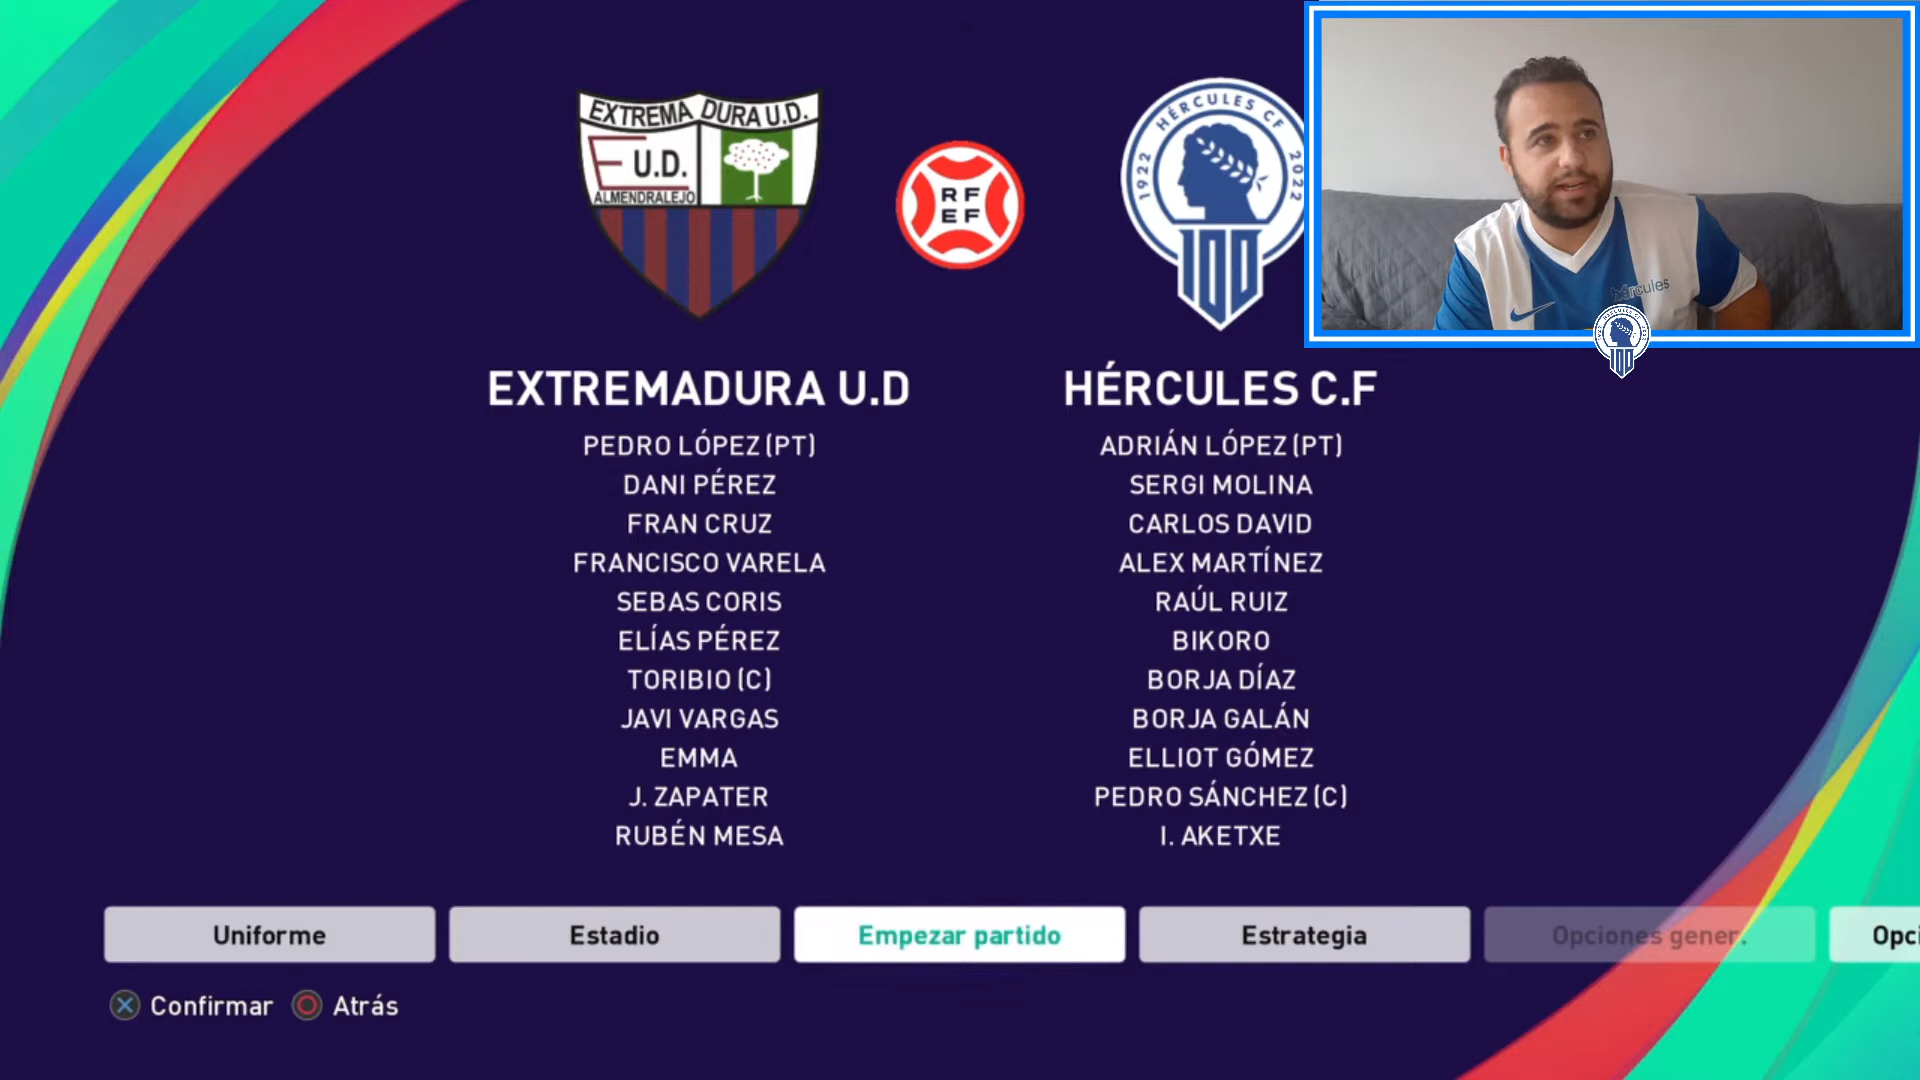 EXTREMADURA U.D.
E U.D.
ALMENDRALEJO
RF
EF
HÉRCULES CF
1922
2022
100
hércules
EXTREMADURA U.D
PEDRO LÓPEZ (PT)
DANI PÉREZ
FRAN CRUZ
FRANCISCO VARELA
SEBAS CORIS
ELÍAS PÉREZ
TORIBIO (C)
JAVI VARGAS
EMMA
J. ZAPATER
RUBÉN MESA
HÉRCULES C.F
ADRIÁN LÓPEZ (PT)
SERGI MOLINA
CARLOS DAVID
ALEX MARTÍNEZ
RAÚL RUIZ
BIKORO
BORJA DÍAZ
BORJA GALÁN
ELLIOT GÓMEZ
PEDRO SÁNCHEZ (C)
I. AKETXE
Uniforme
Estadio
Empezar partido
Estrategia
Opciones gener.
Opci
Confirmar
Atrás